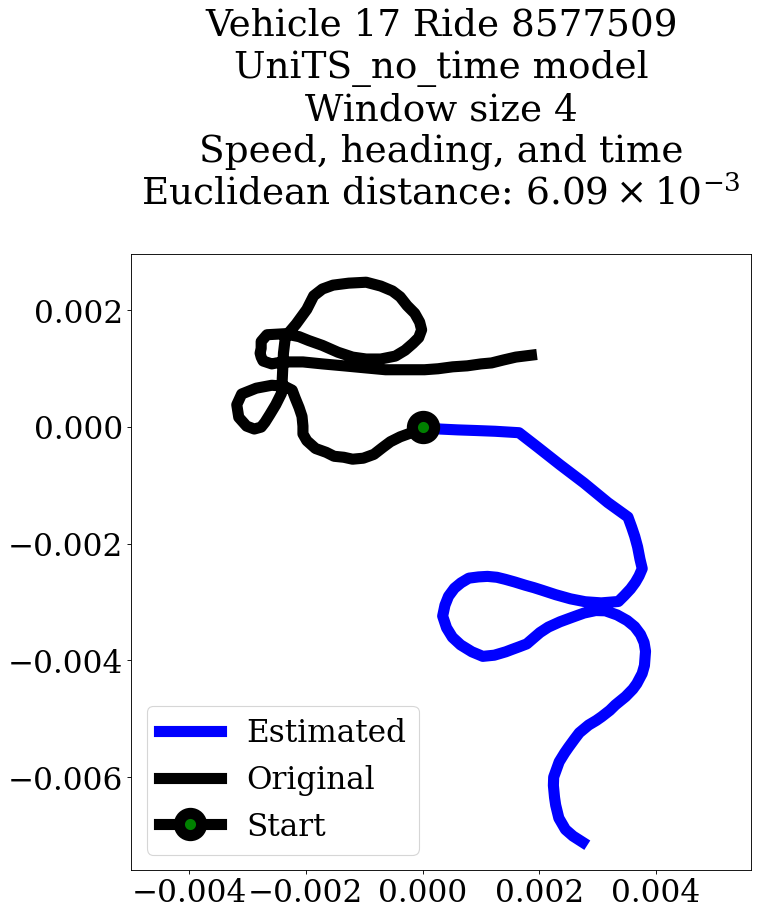 Vehicle 17 Ride 8577509
UniTS_no_time model
Window size 4
Speed, heading, and time
Euclidean distance: 6.09 × 10⁻³
0.002
0.000
−0.002
−0.004
−0.006
Estimated
Original
Start
−0.004 −0.002 0.000 0.002 0.004